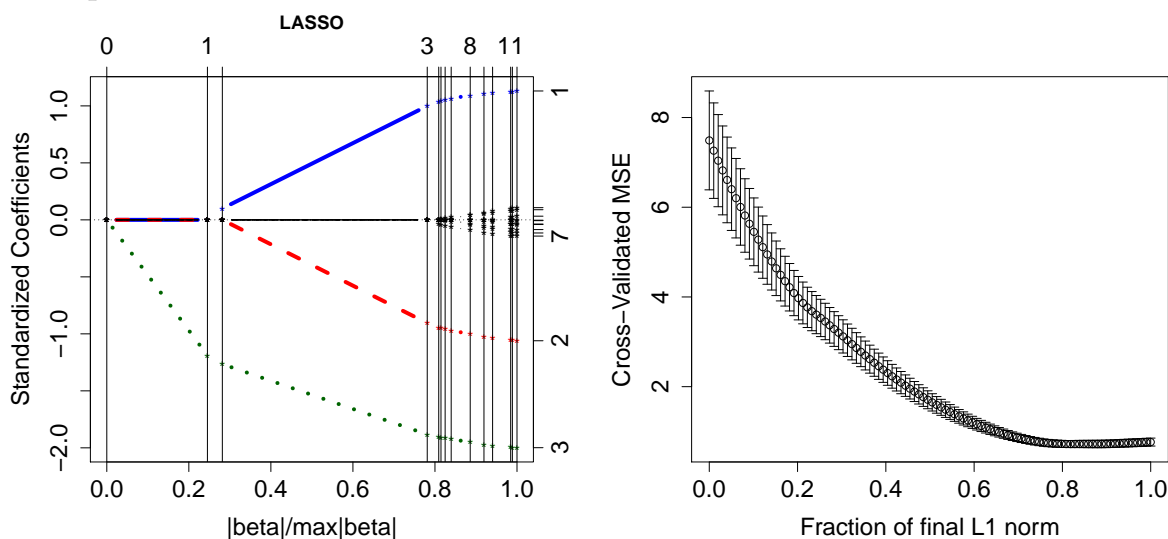 LASSO
0 1 3 8 11
Standardized Coefficients
1.0
0.5
0.0
−1.0
−2.0
1
7
2
3
0.0 0.2 0.4 0.6 0.8 1.0
|beta|/max|beta|
Cross−Validated MSE
8
6
4
2
0.0 0.2 0.4 0.6 0.8 1.0
Fraction of final L1 norm